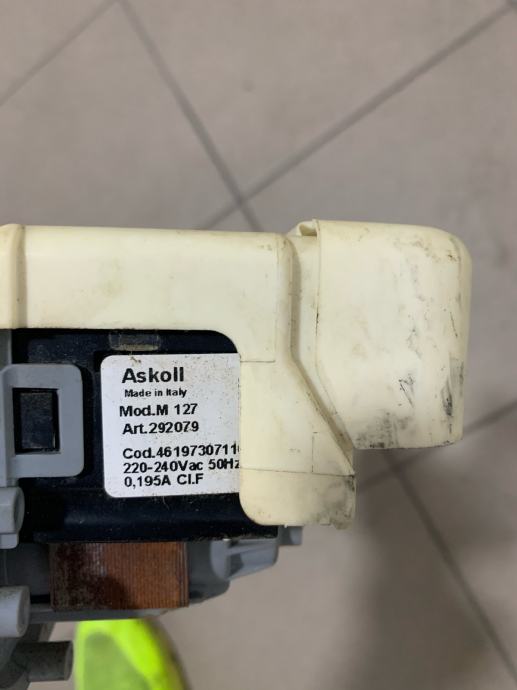 Askoll
Made in Italy
Mod.M 127
Art.292079
Cod.4619730711
220-240Vac 50Hz
0,195A Cl.F